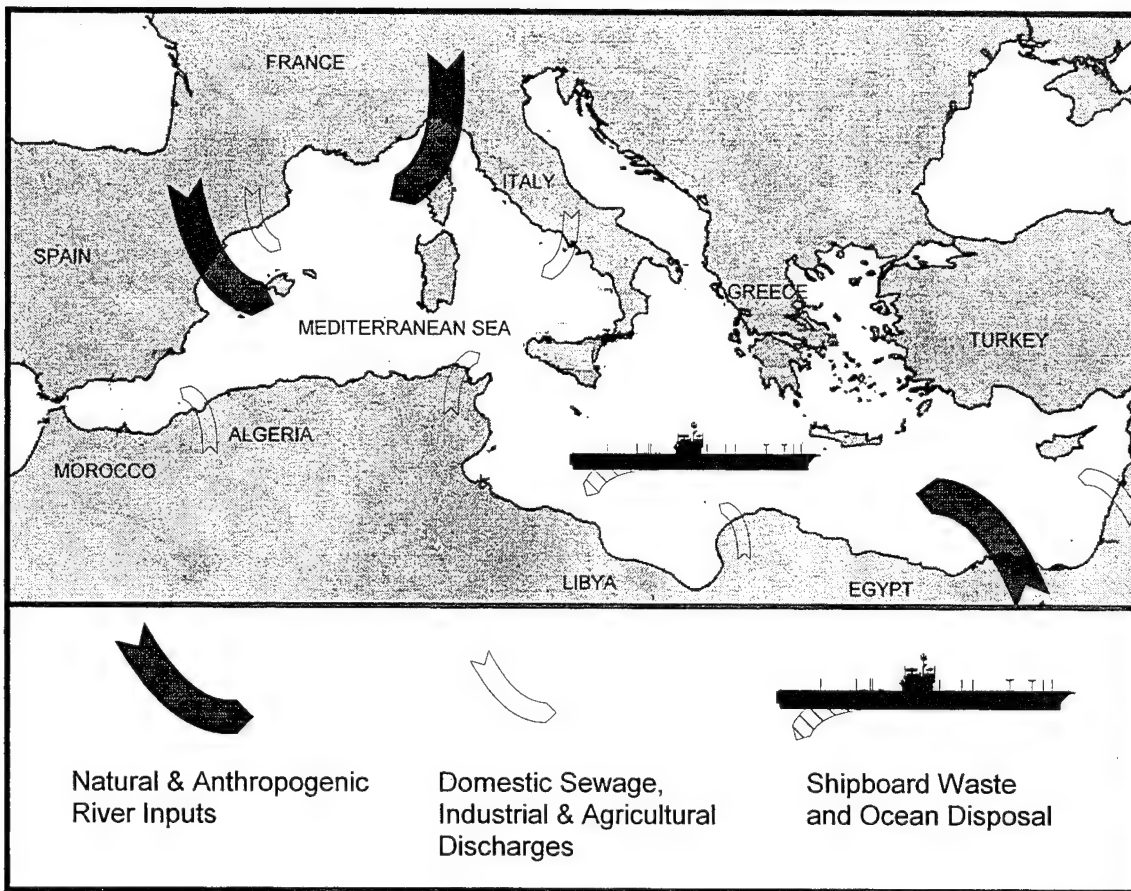 FRANCE
ITALY
SPAIN
MEDITERRANEAN SEA
GREECE
TURKEY
ALGERIA
MOROCCO
LIBYA
EGYPT
Natural & Anthropogenic
River Inputs
Domestic Sewage,
Industrial & Agricultural
Discharges
Shipboard Waste
and Ocean Disposal